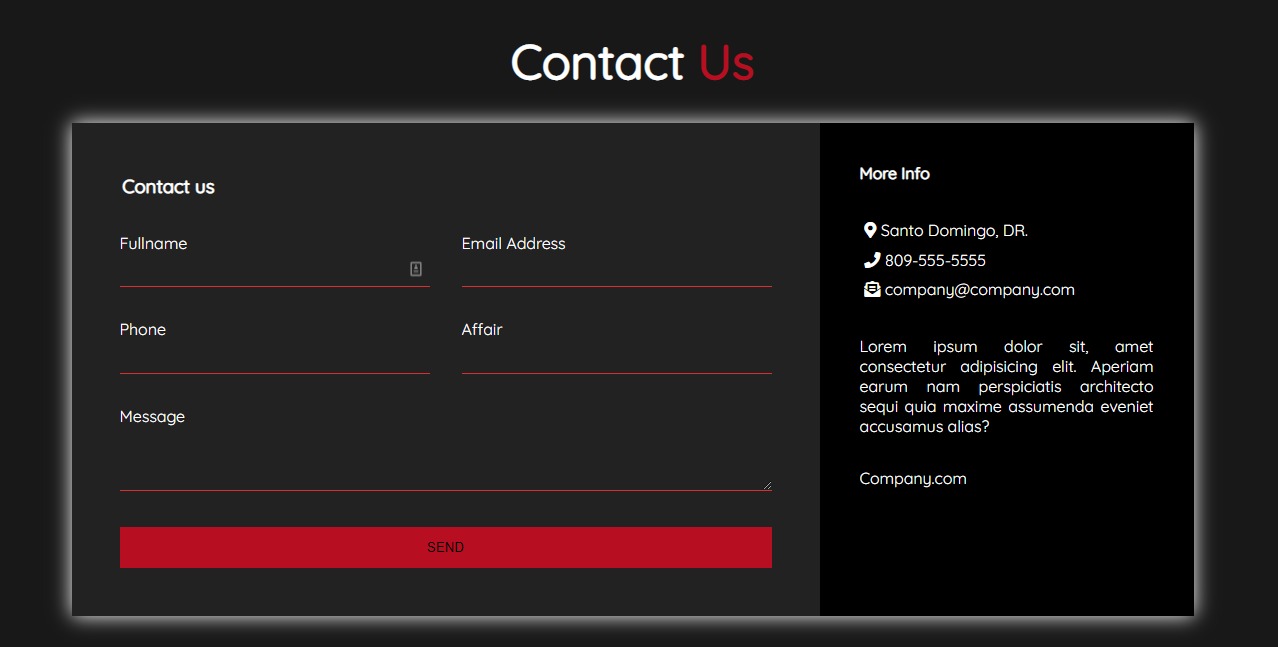 Contact Us
Contact us
Fullname
Email Address
Phone
Affair
Message
SEND
More Info
Santo Domingo, DR.
809-555-5555
company@company.com
Lorem ipsum dolor sit, amet
consectetur adipisicing elit. Aperiam
earum nam perspiciatis architecto
sequi quia maxime assumenda eveniet
accusamus alias?
Company.com